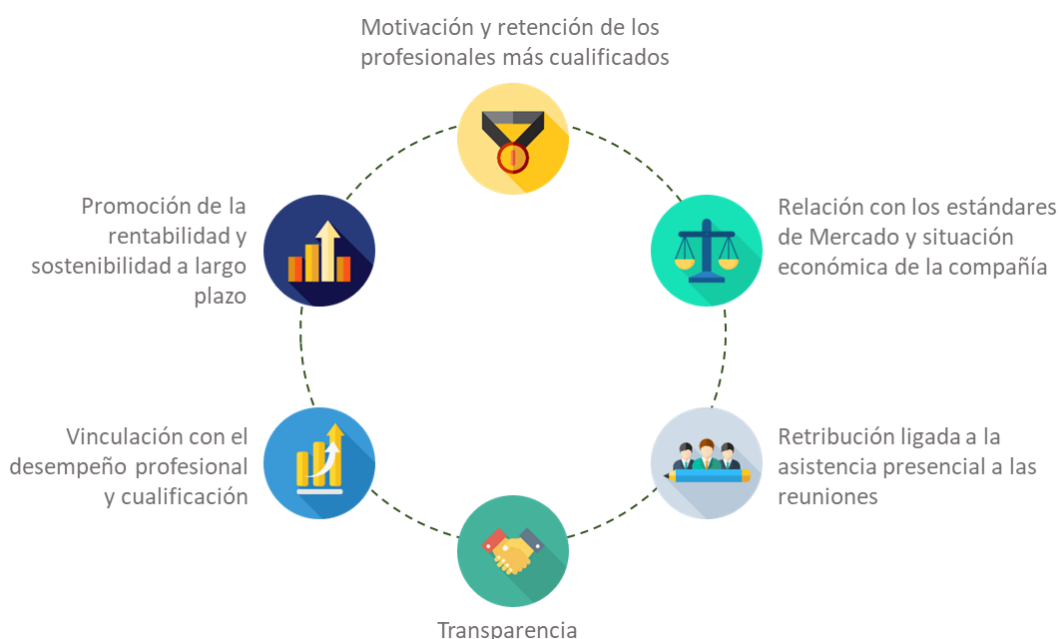 Motivación y retención de los
profesionales más cualificados
Promoción de la
rentabilidad y
sostenibilidad a largo
plazo
Relación con los estándares
de Mercado y situación
económica de la compañía
Vinculación con el
desempeño profesional
y cualificación
Retribución ligada a la
asistencia presencial a las
reuniones
Transparencia